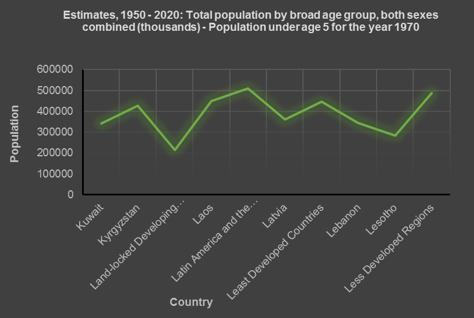 Estimates, 1950 - 2020: Total population by broad age group, both sexes
combined (thousands) - Population under age 5 for the year 1970
Population
600000
500000
400000
300000
200000
100000
0
Kuwait
Kyrgyzstan
Land-locked Developing…
Laos
Latin America and the…
Latvia
Least Developed Countries
Lebanon
Lesotho
Less Developed Regions
Country